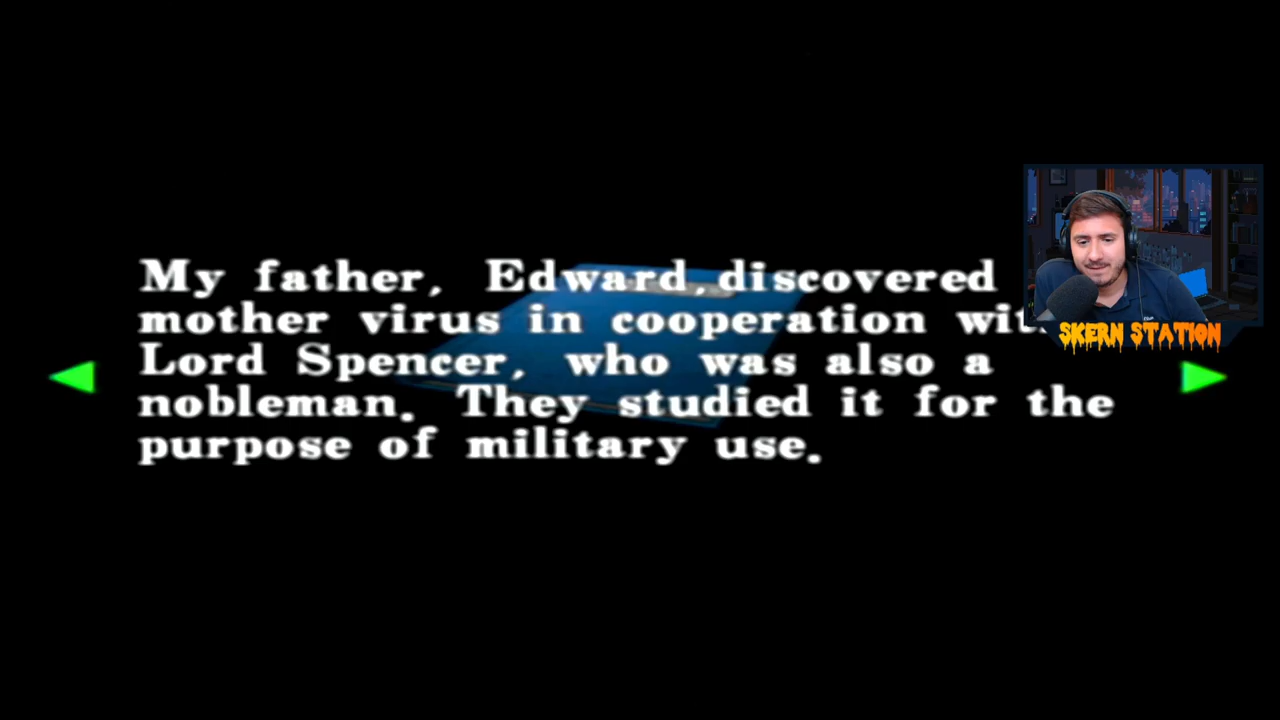 My father, Edward, discovered
mother virus in cooperation wit
Lord Spencer, who was also a
nobleman. They studied it for the
purpose of military use.
SKERN STATION